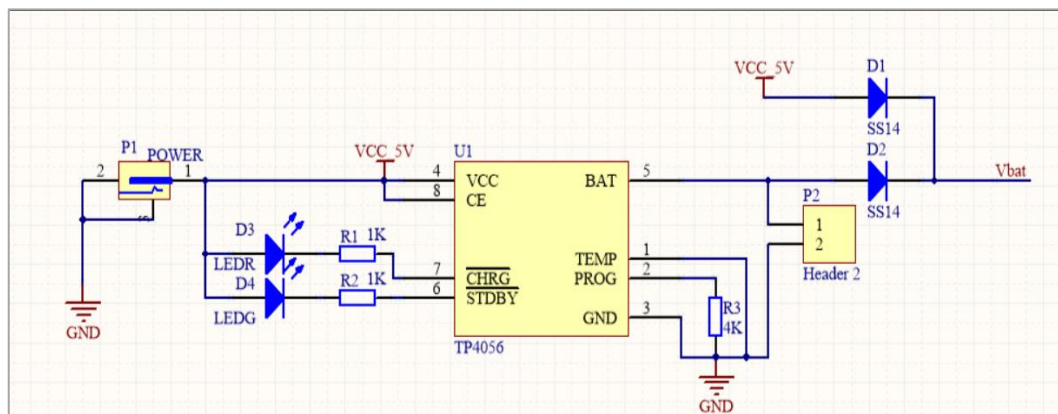 D1
VCC_5V
SS14
P1
POWER
2
1
VCC_5V
U1
4
VCC
8
CE
BAT
5
D2
SS14
Vbat
P2
1
2
Header 2
D3
LEDR
R1 1K
7
CHRG
D4
LEDG
R2 1K
6
STDBY
TEMP
1
PROG
2
GND
3
R3
4K
TP4056
GND
GND